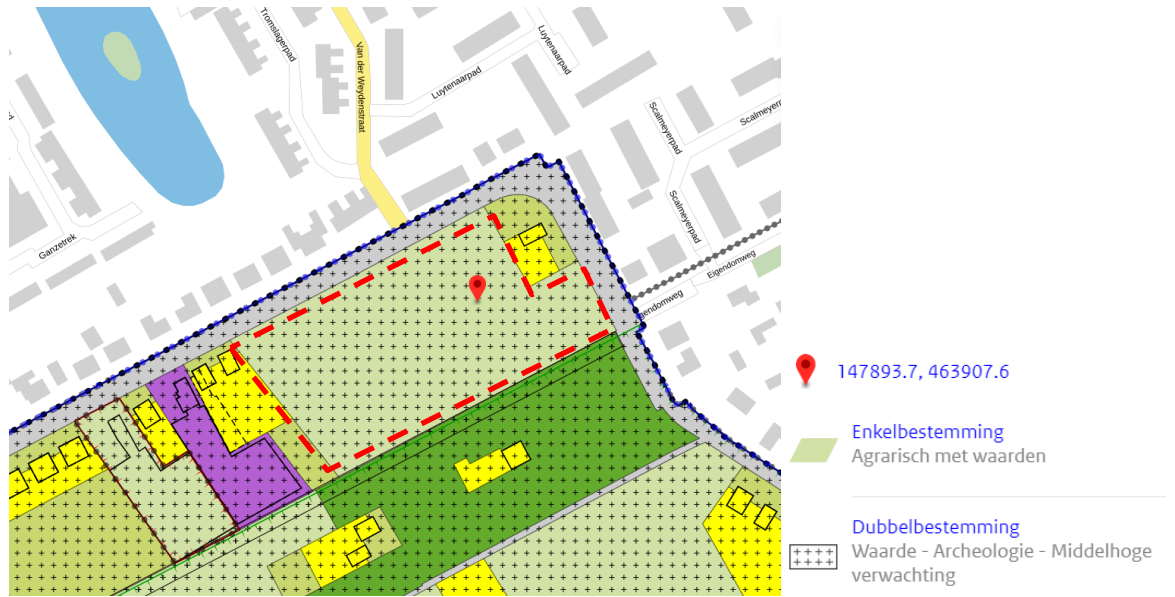 Tromslagerpad
Van der Weydenstraat
Luytenaarpad
Luytenaarpad
Scalmeyerpad
Scalmeyer
Scalmeyerpad
Ganzetrek
Eigendomweg
gendomweg
147893.7, 463907.6
Enkelbestemming
Agrarisch met waarden
Dubbelbestemming
Waarde - Archeologie - Middelhoge
verwachting